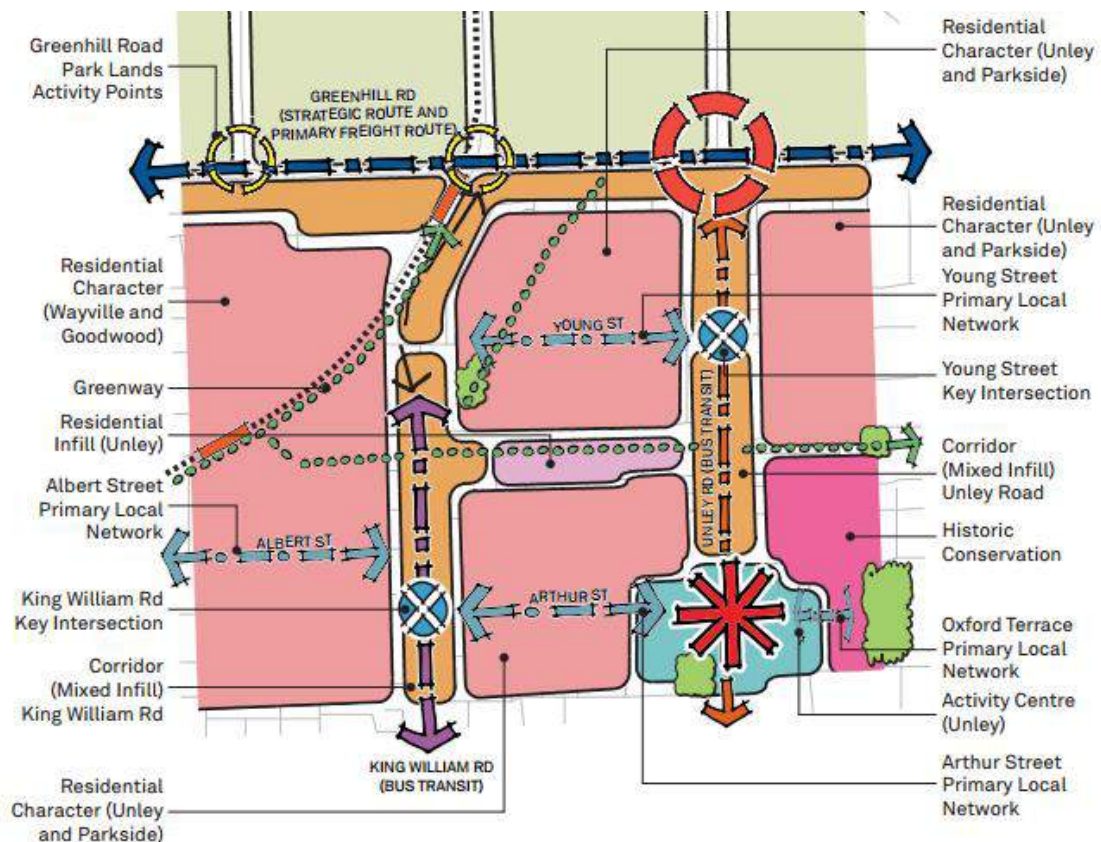 Greenhill Road
Park Lands
Activity Points
Residential
Character
(Wayville and
Goodwood)
Greenway
Residential
Infill (Unley)
Albert Street
Primary Local
Network
King William Rd
Key Intersection
Corridor
(Mixed Infill)
King William Rd
Residential
Character (Unley
and Parkside)
GREENHILL RD
(STRATEGIC ROUTE AND
PRIMARY FREIGHT ROUTE)
YOUNG ST
UNLEY RD (BUS TRANSIT)
ALBERT ST
ARTHUR ST
KING WILLIAM RD
(BUS TRANSIT)
Residential
Character (Unley
and Parkside)
Residential
Character (Unley
and Parkside)
Young Street
Primary Local
Network
Young Street
Key Intersection
Corridor
(Mixed Infill)
Unley Road
Historic
Conservation
Oxford Terrace
Primary Local
Network
Activity Centre
(Unley)
Arthur Street
Primary Local
Network